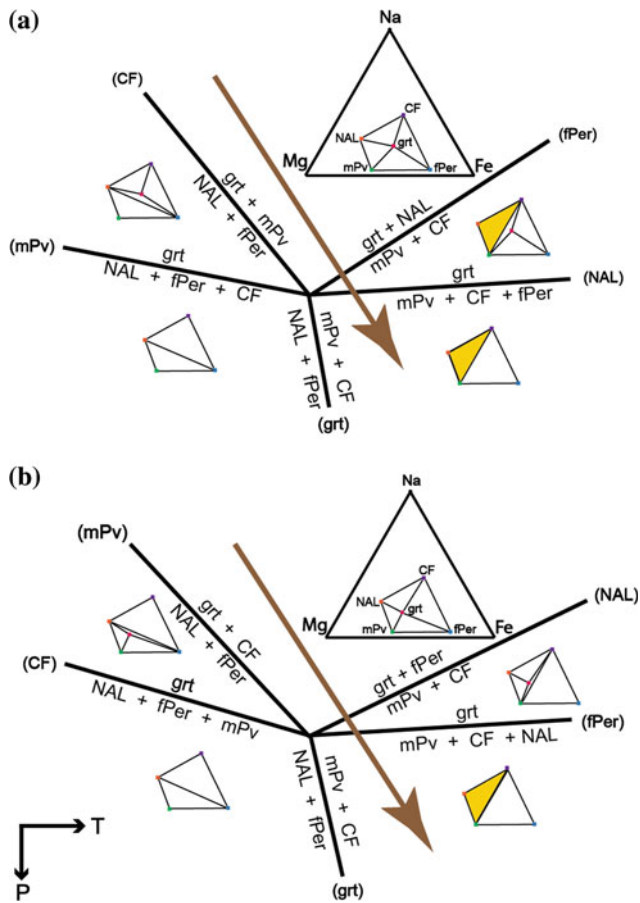 (a)
Na
(CF)
CF
NAL
grt
(fPer)
Mg
mPv
fPer
Fe
grt + mPv
NAL + fPer
grt + NAL
mPv + CF
(mPv)
grt
NAL + fPer + CF
grt
mPv + CF + fPer
(NAL)
mPv + CF
NAL + fPer
(grt)
(b)
Na
(mPv)
CF
NAL
grt
(NAL)
Mg
mPv
fPer
Fe
grt + CF
NAL + fPer
grt + fPer
mPv + CF
(CF)
grt
NAL + fPer + mPv
grt
mPv + CF + NAL
(fPer)
mPv + CF
NAL + fPer
(grt)
T
P